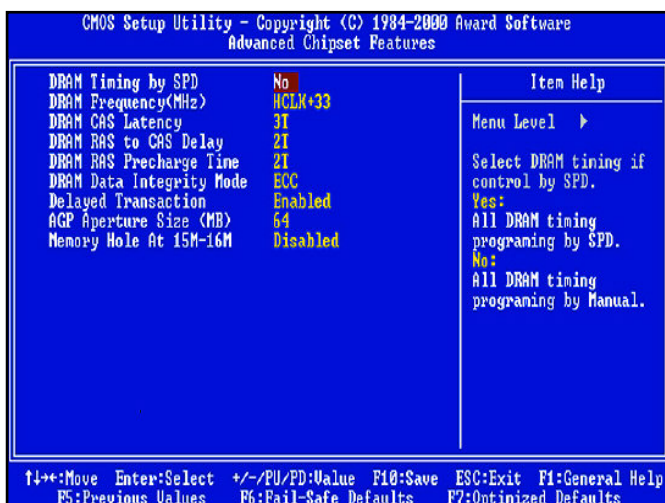 CMOS Setup Utility - Copyright (C) 1984-2000 Award Software
Advanced Chipset Features
DRAM Timing by SPD No
DRAM Frequency(MHz) HCLK+33
DRAM CAS Latency 3T
DRAM RAS to CAS Delay 2T
DRAM RAS Precharge Time 2T
DRAM Data Integrity Mode ECC
Delayed Transaction Enabled
AGP Aperture Size (MB) 64
Memory Hole At 15M-16M Disabled
Item Help
Menu Level ▶
Select DRAM timing if
control by SPD.
Yes:
All DRAM timing
programing by SPD.
No:
All DRAM timing
programing by Manual.
↑↓→←:Move Enter:Select +/-/PU/PD:Value F10:Save ESC:Exit F1:General Help
F5:Previous Values F6:Fail-Safe Defaults F7:Optimized Defaults